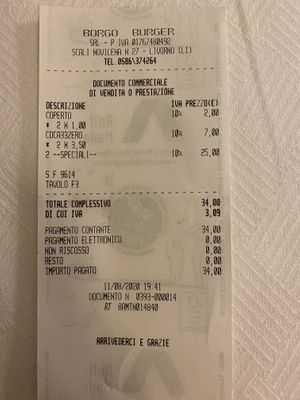 BORGO BURGER
SRL - P.IVA 01767480492
SCALI NOVILENA N 27 - LIVORNO (LI)
TEL.0586\374264
DOCUMENTO COMMERCIALE
DI VENDITA O PRESTAZIONE
DESCRIZIONE IVA PREZZO(€)
COPERTO 10% 2,00
* 2 X 1,00
COCA33ZERO 10% 7,00
* 2 X 3,50
2 --SPECIALI-- 10% 25,00
S F 9614
TAVOLO F3
TOTALE COMPLESSIVO 34,00
DI CUI IVA 3,09
PAGAMENTO CONTANTE 34,00
PAGAMENTO ELETTRONICO 0,00
NON RISCOSSO 0,00
RESTO 0,00
IMPORTO PAGATO 34,00
11/08/2020 19:41
DOCUMENTO N 0393-000014
RT 8AMTN014840
ARRIVEDERCI E GRAZIE